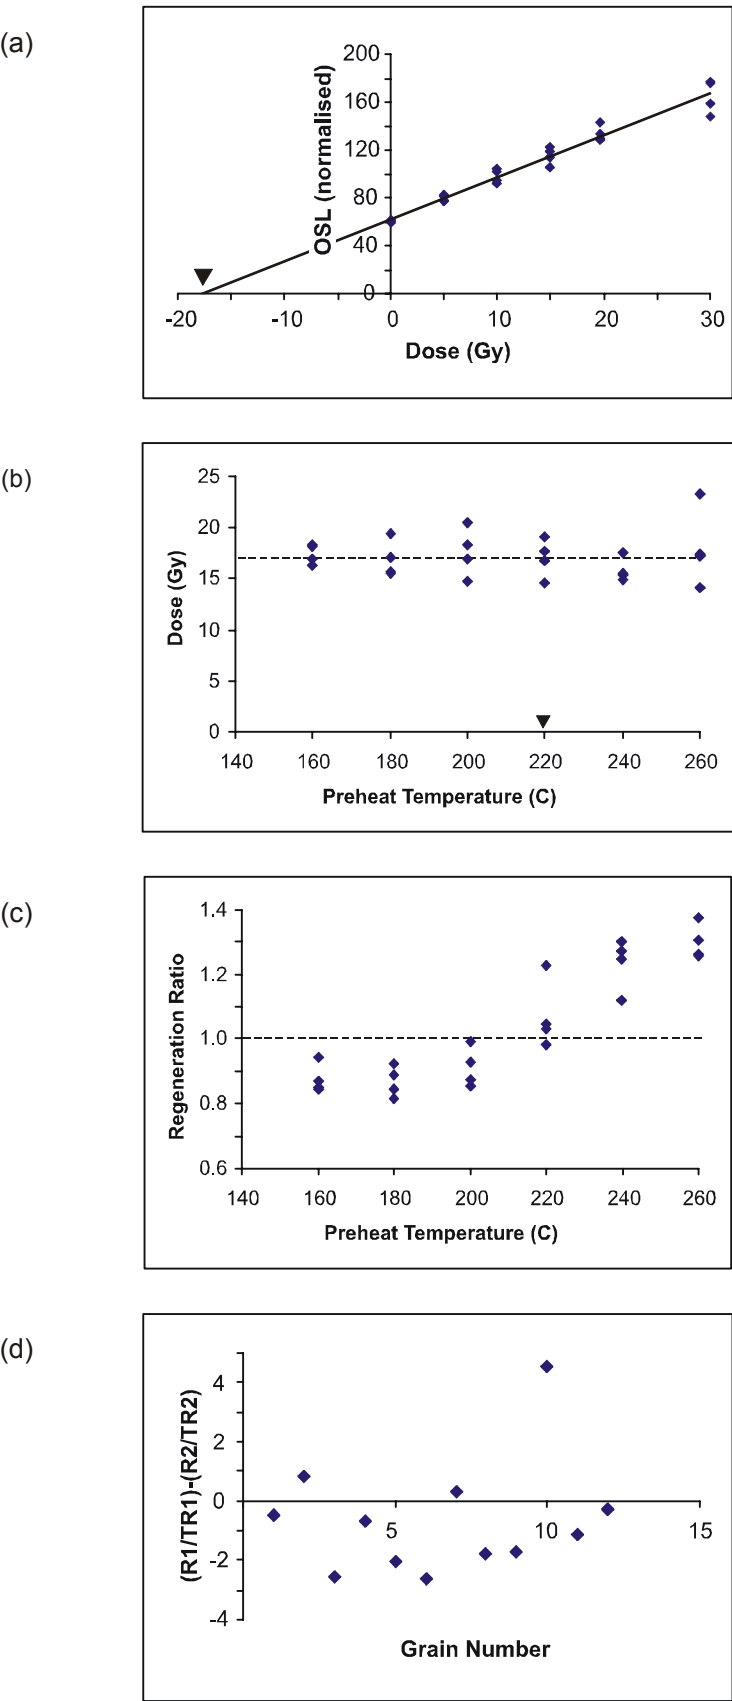 (a)
200
160
120
80
40
0
OSL (normalised)
-20 -10 0 10 20 30
Dose (Gy)
(b)
25
20
15
10
5
0
Dose (Gy)
140 160 180 200 220 240 260
Preheat Temperature (C)
(c)
1.4
1.2
1.0
0.8
0.6
Regeneration Ratio
140 160 180 200 220 240 260
Preheat Temperature (C)
(d)
4
2
0
-2
-4
(R1/TR1)-(R2/TR2)
5 10 15
Grain Number